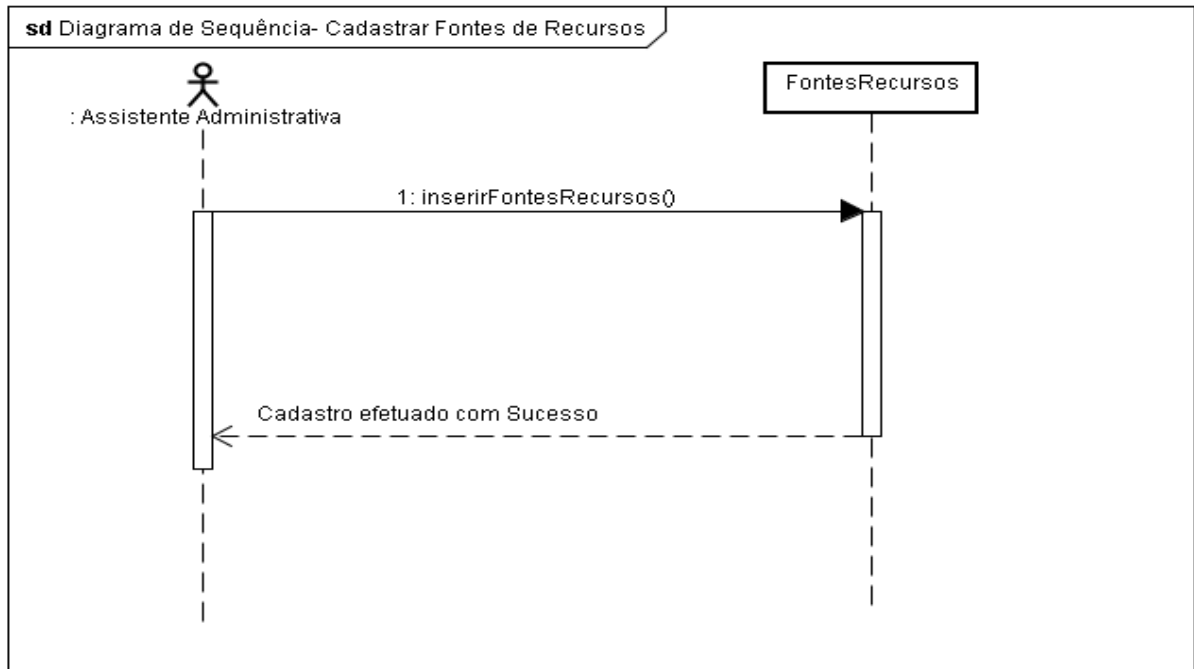 sd Diagrama de Sequência- Cadastrar Fontes de Recursos
: Assistente Administrativa
FontesRecursos
1: inserirFontesRecursos()
Cadastro efetuado com Sucesso